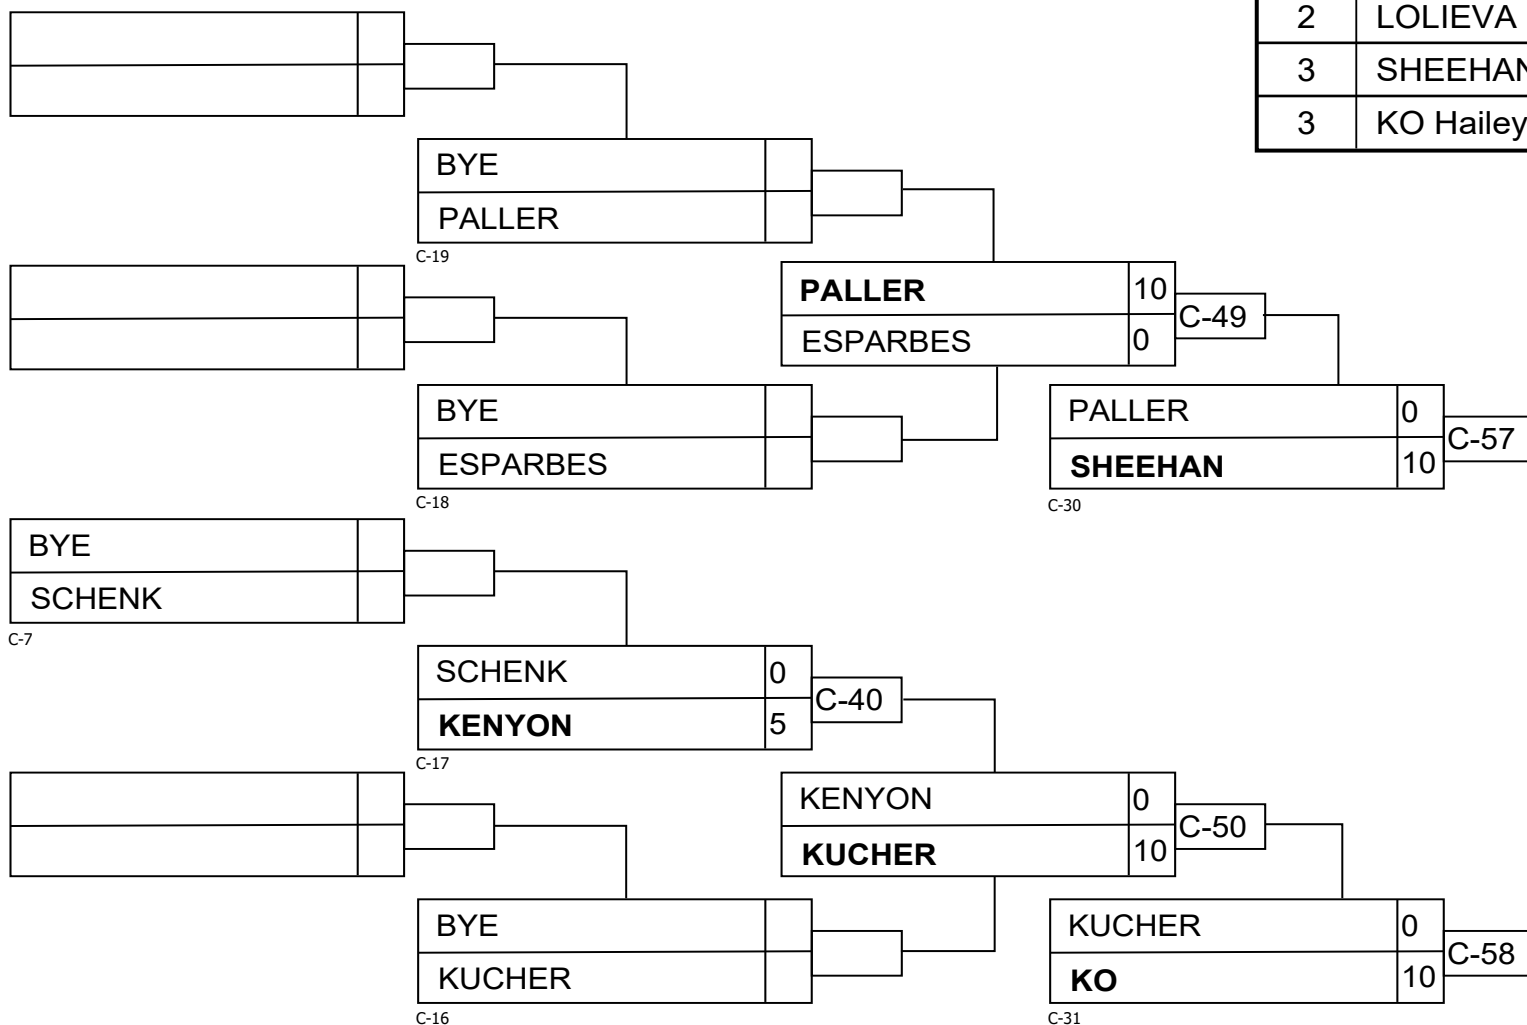 2 LOLIEVA
3 SHEEHAN
3 KO Hailey
BYE
PALLER
C-19
PALLER 10
ESPARBES 0
C-49
BYE
ESPARBES
C-18
PALLER 0
SHEEHAN 10
C-57
C-30
BYE
SCHENK
C-7
SCHENK 0
KENYON 5
C-40
C-17
KENYON 0
KUCHER 10
C-50
BYE
KUCHER
C-16
KUCHER 0
KO 10
C-58
C-31